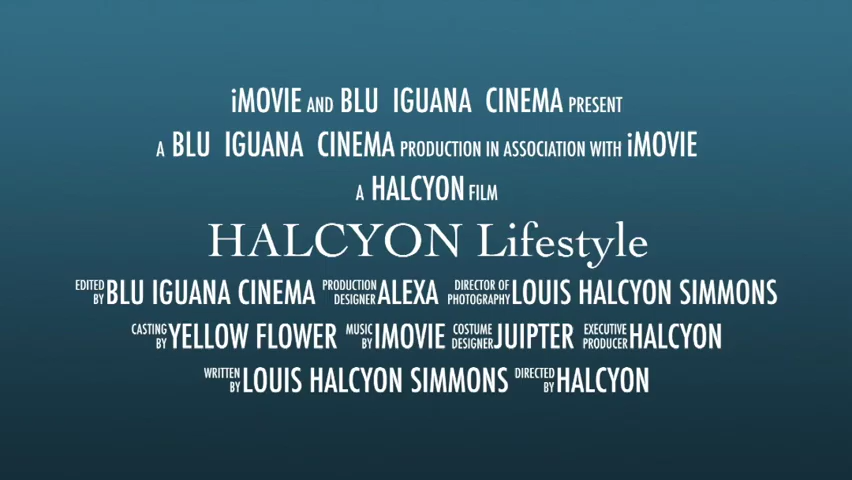 iMOVIE AND BLU IGUANA CINEMA PRESENT
A BLU IGUANA CINEMA PRODUCTION IN ASSOCIATION WITH iMOVIE
A HALCYON FILM
HALCYON Lifestyle
EDITED BY BLU IGUANA CINEMA PRODUCTION DESIGNER ALEXA DIRECTOR OF PHOTOGRAPHY LOUIS HALCYON SIMMONS
CASTING BY YELLOW FLOWER MUSIC BY IMOVIE COSTUME DESIGNER JUIPTER EXECUTIVE PRODUCER HALCYON
WRITTEN BY LOUIS HALCYON SIMMONS DIRECTED BY HALCYON